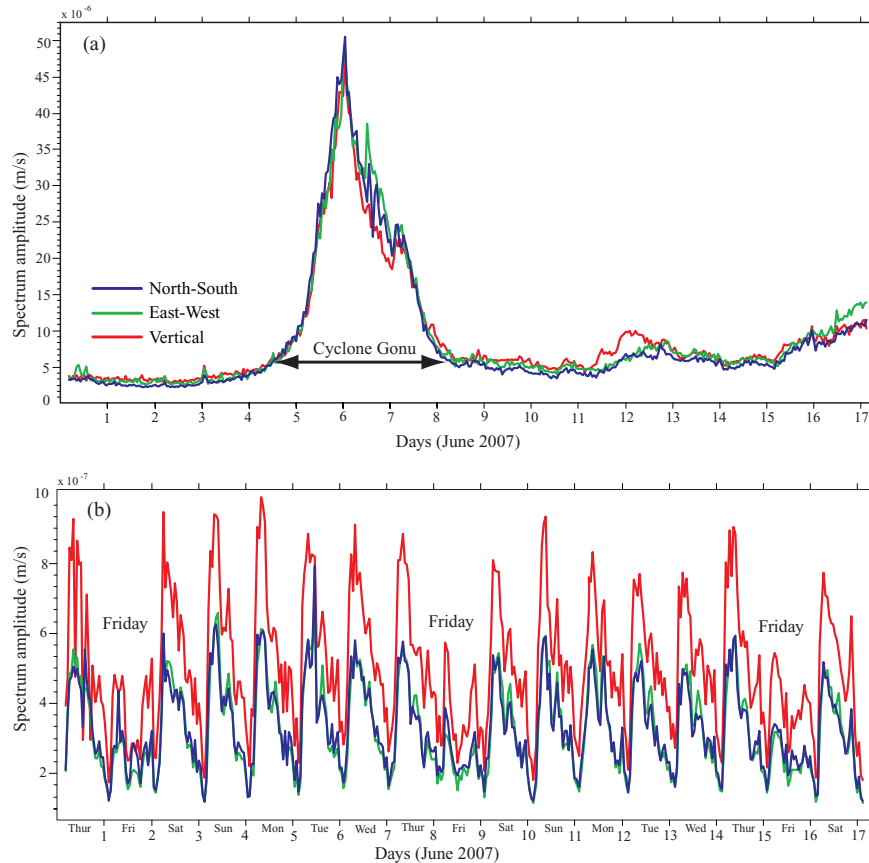 x 10 -6
(a)
50
45
40
35
30
25
20
15
10
5
0
Spectrum amplitude (m/s)
North-South
East-West
Vertical
Cyclone Gonu
1 2 3 4 5 6 7 8 9 10 11 12 13 14 15 16 17
Days (June 2007)
x 10 -7
(b)
10
8
6
4
2
Spectrum amplitude (m/s)
Friday
Friday
Friday
Thur 1 Fri 2 Sat 3 Sun 4 Mon 5 Tue 6 Wed 7 Thur 8 Fri 9 Sat 10 Sun 11 Mon 12 Tue 13 Wed 14 Thur 15 Fri 16 Sat 17
Days (June 2007)